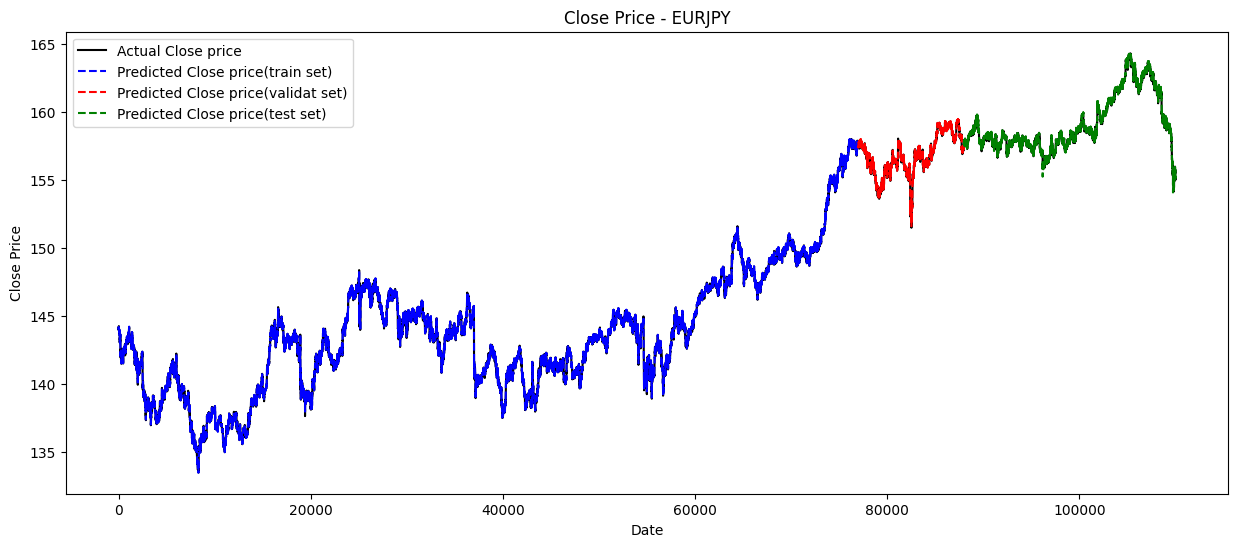 Close Price - EURJPY
Actual Close price
Predicted Close price(train set)
Predicted Close price(validat set)
Predicted Close price(test set)
Close Price
165
160
155
150
145
140
135
0 20000 40000 60000 80000 100000
Date